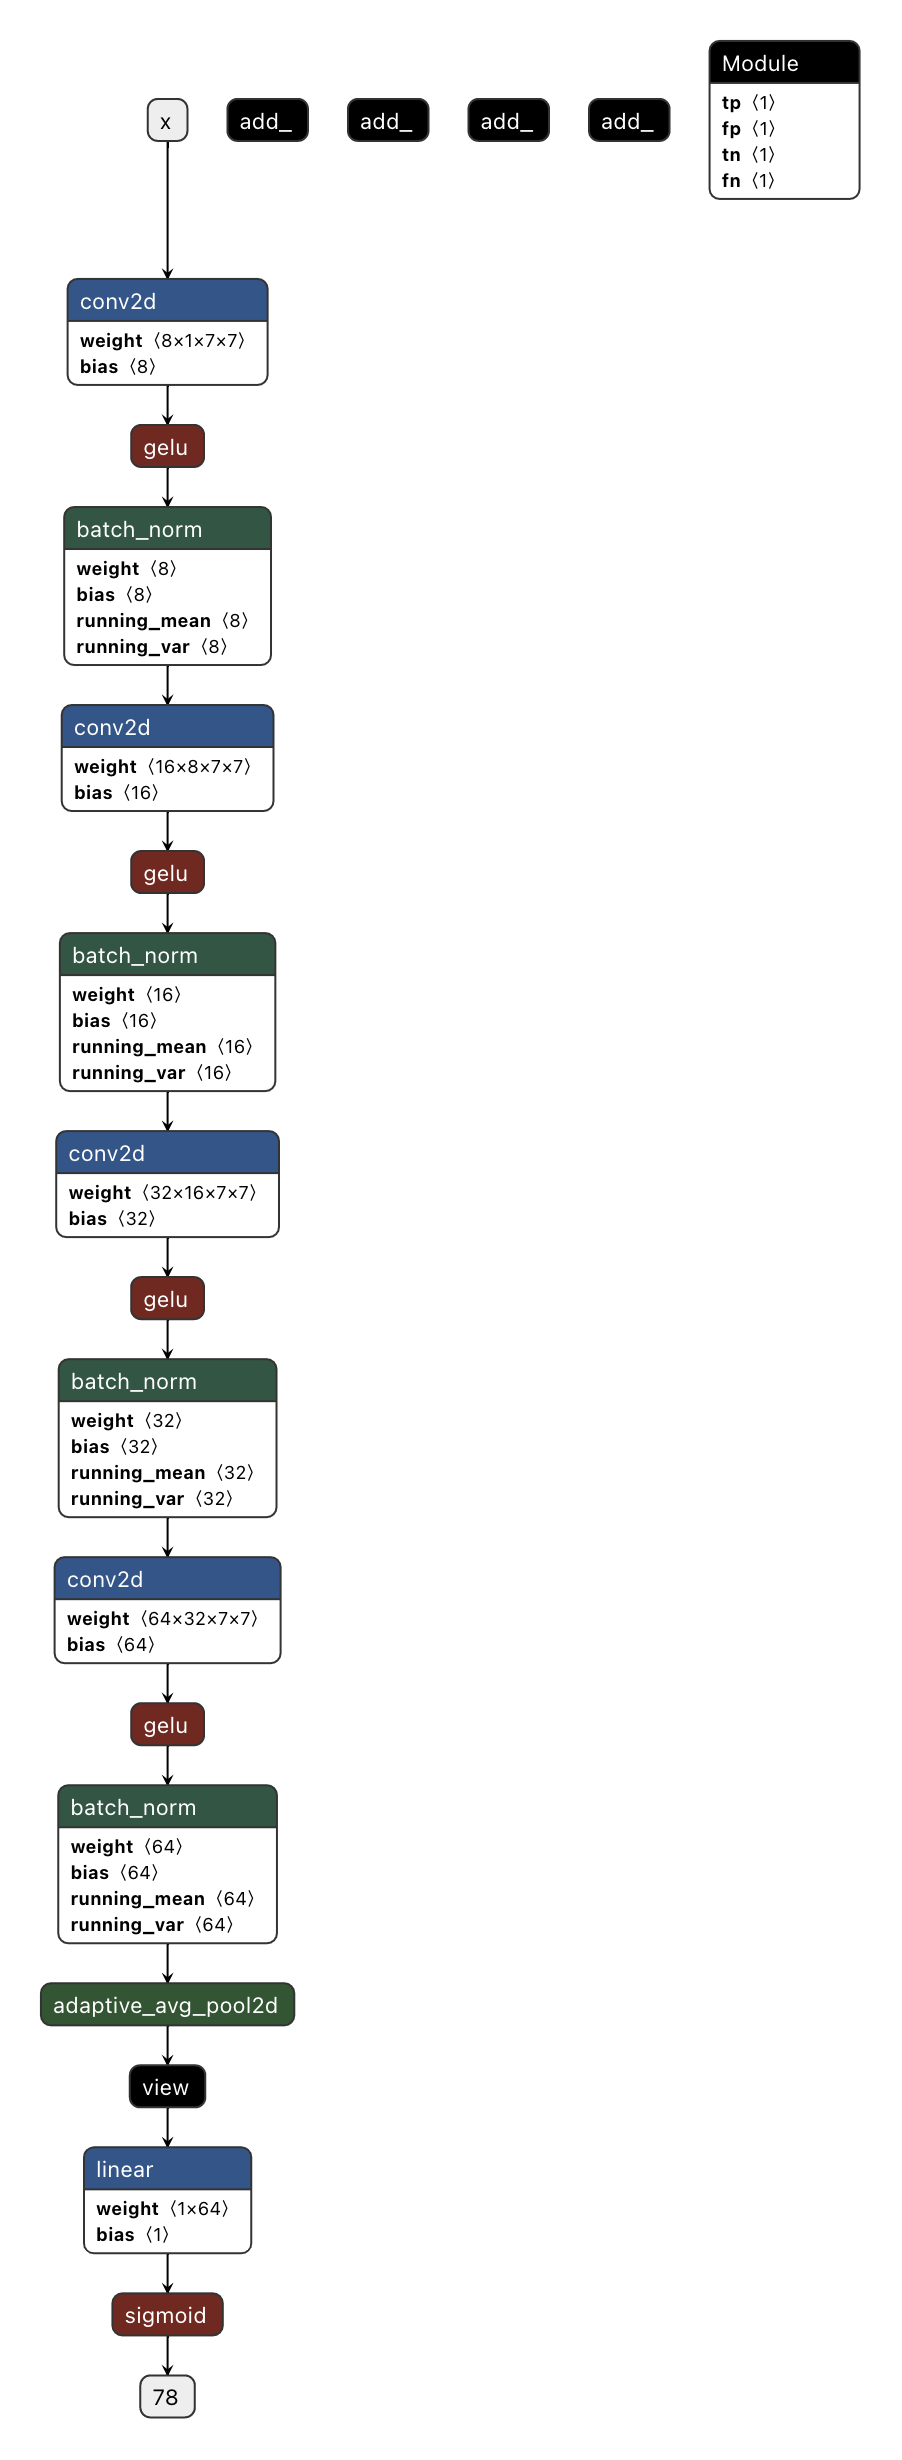 x
add_
add_
add_
add_
Module
tp ⟨1⟩
fp ⟨1⟩
tn ⟨1⟩
fn ⟨1⟩
conv2d
weight ⟨8×1×7×7⟩
bias ⟨8⟩
gelu
batch_norm
weight ⟨8⟩
bias ⟨8⟩
running_mean ⟨8⟩
running_var ⟨8⟩
conv2d
weight ⟨16×8×7×7⟩
bias ⟨16⟩
gelu
batch_norm
weight ⟨16⟩
bias ⟨16⟩
running_mean ⟨16⟩
running_var ⟨16⟩
conv2d
weight ⟨32×16×7×7⟩
bias ⟨32⟩
gelu
batch_norm
weight ⟨32⟩
bias ⟨32⟩
running_mean ⟨32⟩
running_var ⟨32⟩
conv2d
weight ⟨64×32×7×7⟩
bias ⟨64⟩
gelu
batch_norm
weight ⟨64⟩
bias ⟨64⟩
running_mean ⟨64⟩
running_var ⟨64⟩
adaptive_avg_pool2d
view
linear
weight ⟨1×64⟩
bias ⟨1⟩
sigmoid
78